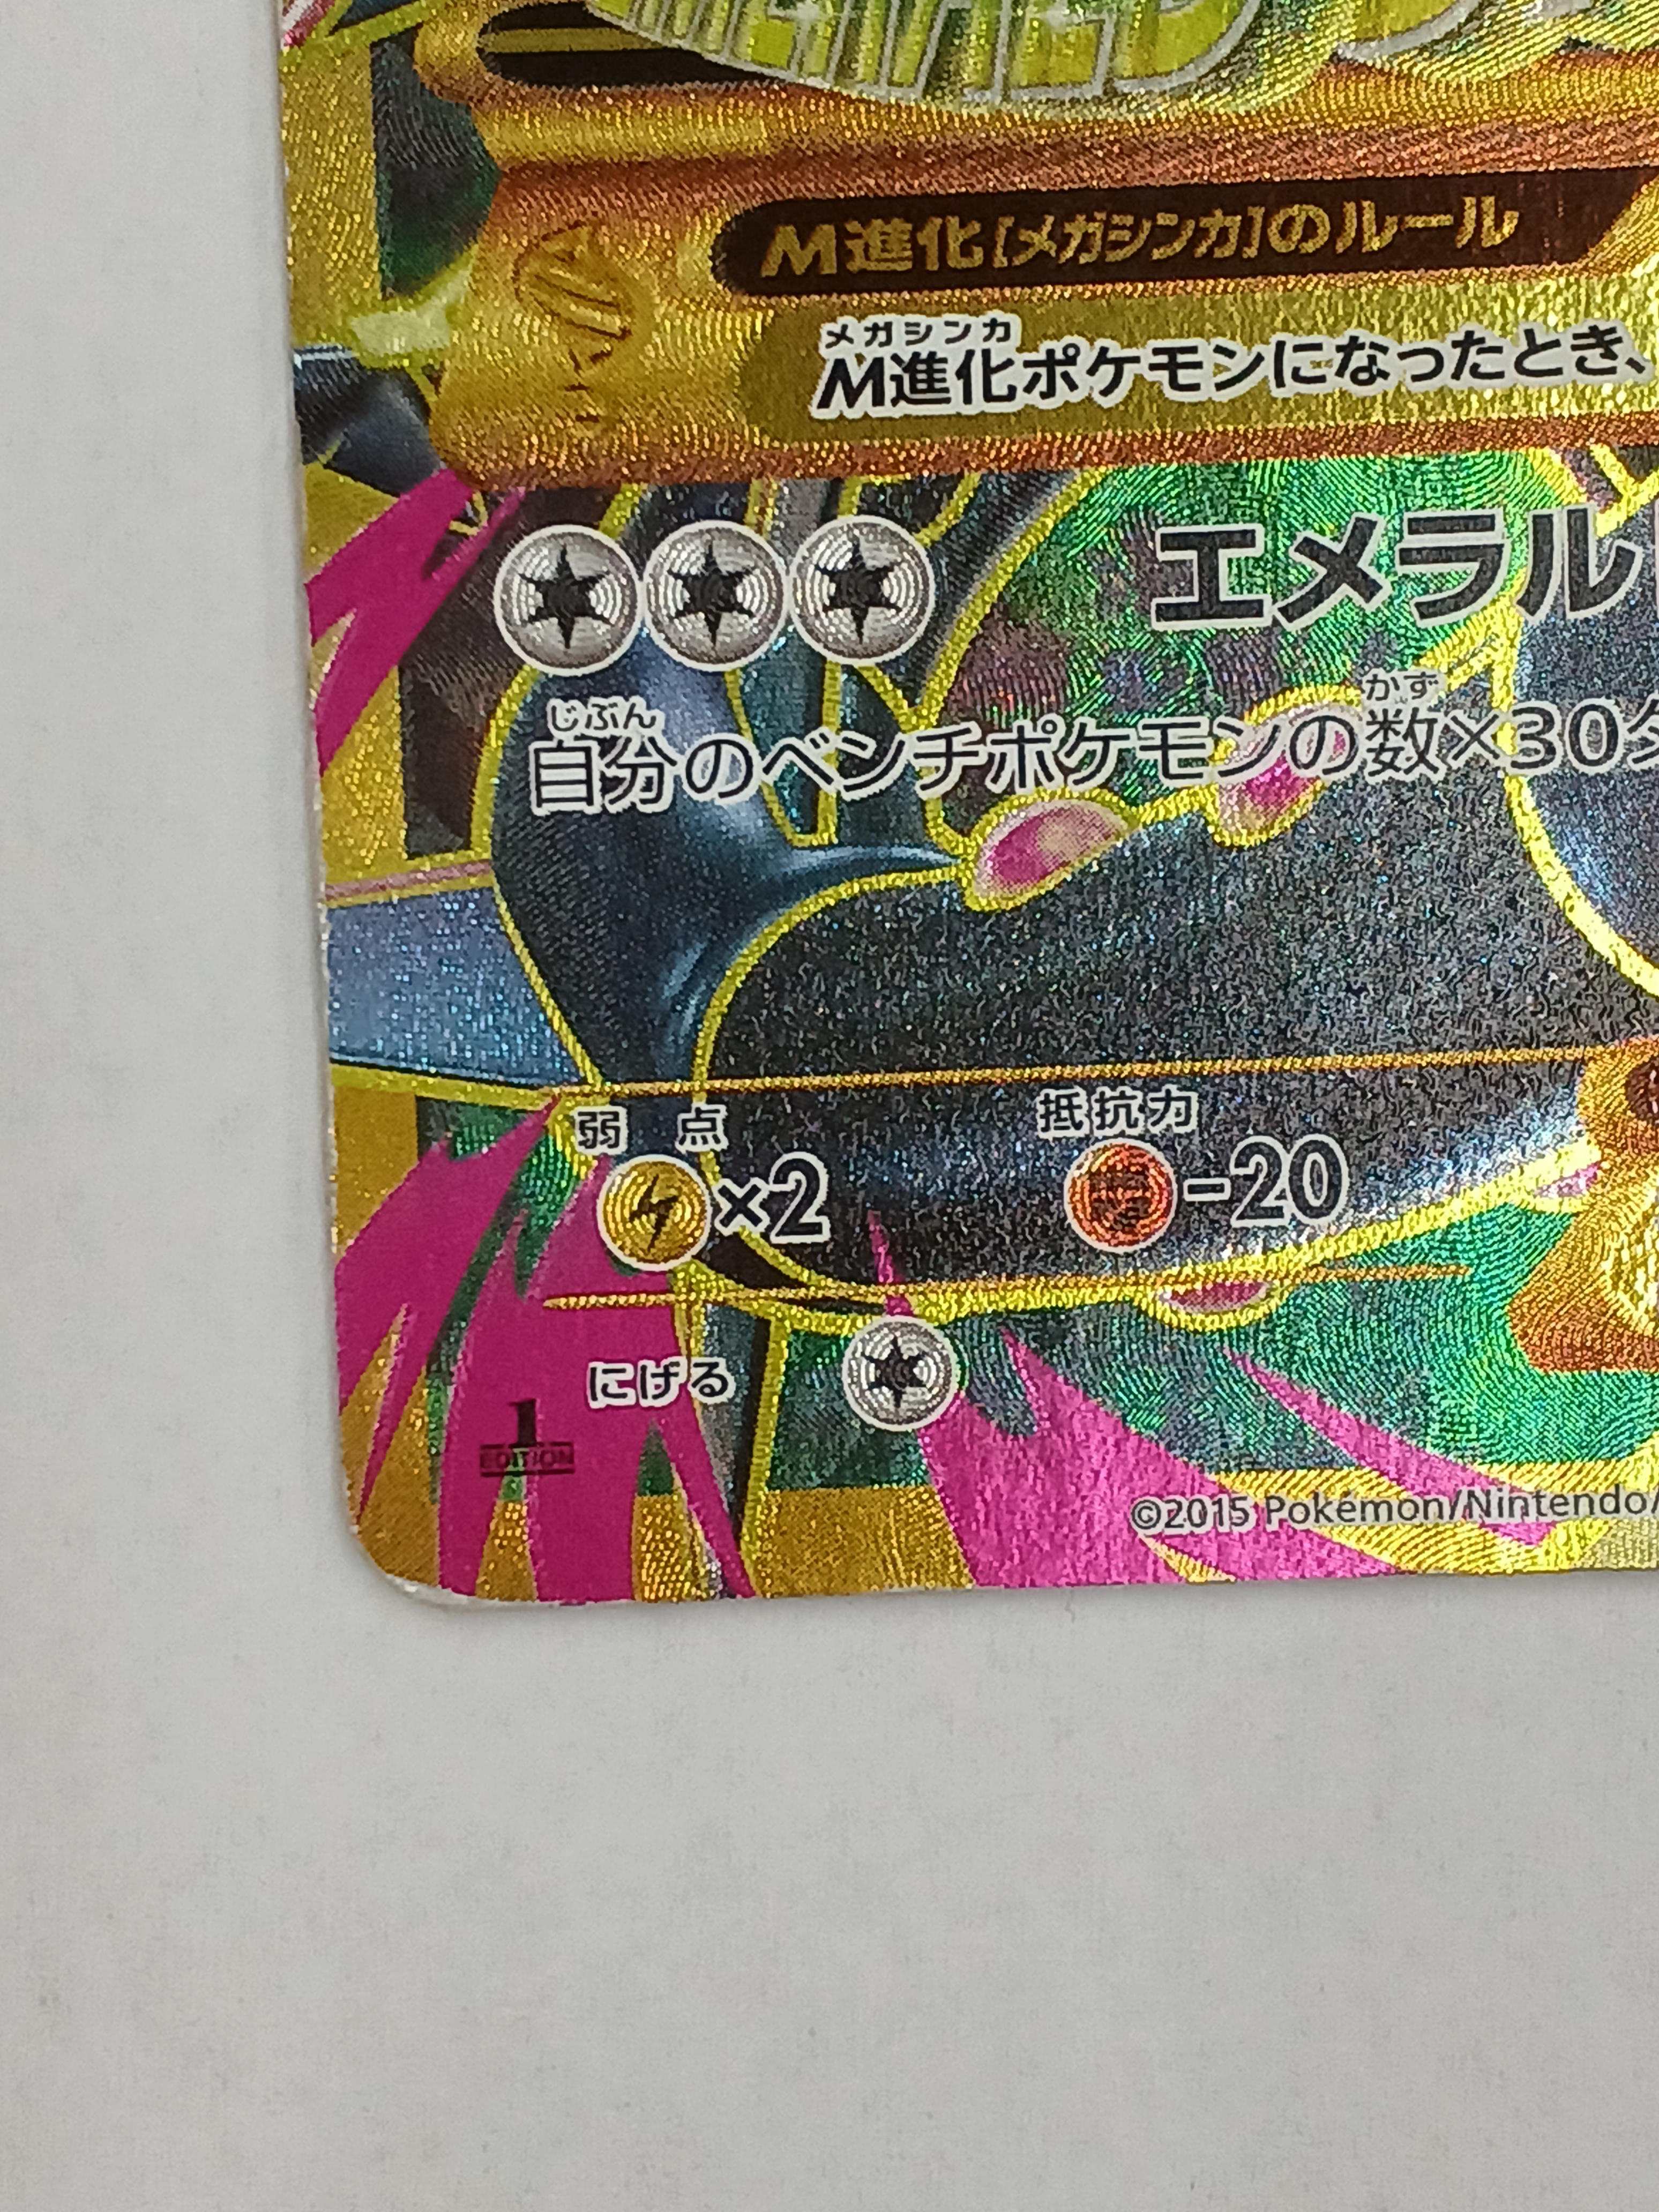 M進化[メガシンカ]のルール
メガシンカ
M進化ポケモンになったとき、
エメラル
じぶん かず
自分のベンチポケモンの数×30ダ
弱 点 抵抗力
×2 -20
にげる
1
EDITION
©2015 Pokémon/Nintendo/